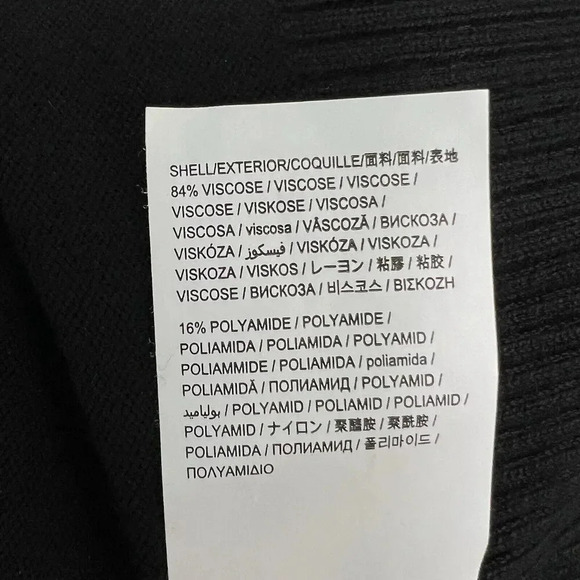 SHELL/EXTERIOR/COQUILLE/面料/面料/表地
84% VISCOSE / VISCOSE / VISCOSE /
VISCOSE / VISKOSE / VISCOSA /
VISCOSA / viscosa / VÂSCOZĂ / ВИСКОЗА /
VISKÓZA / فيسكوز / VISKÓZA / VISKOZA /
VISKOZA / VISKOS / レーヨン / 粘膠 / 粘胶 /
VISCOSE / ВИСКОЗА / 비스코스 / ΒΙΣΚΟΖΗ
16% POLYAMIDE / POLYAMIDE /
POLIAMIDA / POLIAMIDA / POLYAMID /
POLIAMMIDE / POLIAMIDA / poliamida /
POLIAMIDĂ / ПОЛИАМИД / POLYAMID /
بولياميد / POLYAMID / POLIAMID / POLIAMID /
POLYAMID / ナイロン / 聚醯胺 / 聚酰胺 /
POLIAMIDA / ПОЛИАМИД / 폴리마이드 /
ΠΟΛΥΑΜΙΔΙΟ